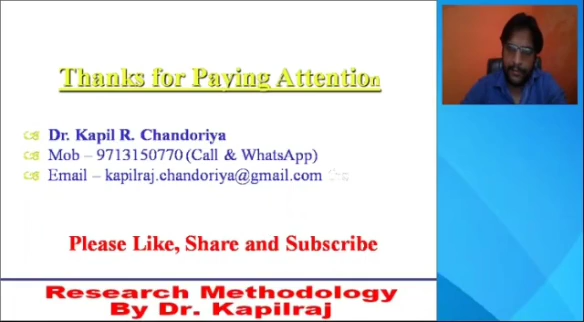 Thanks for Paying Attention
Dr. Kapil R. Chandoriya
Mob – 9713150770 (Call & WhatsApp)
Email – kapilraj.chandoriya@gmail.com
Please Like, Share and Subscribe
Research Methodology
By Dr. Kapilraj